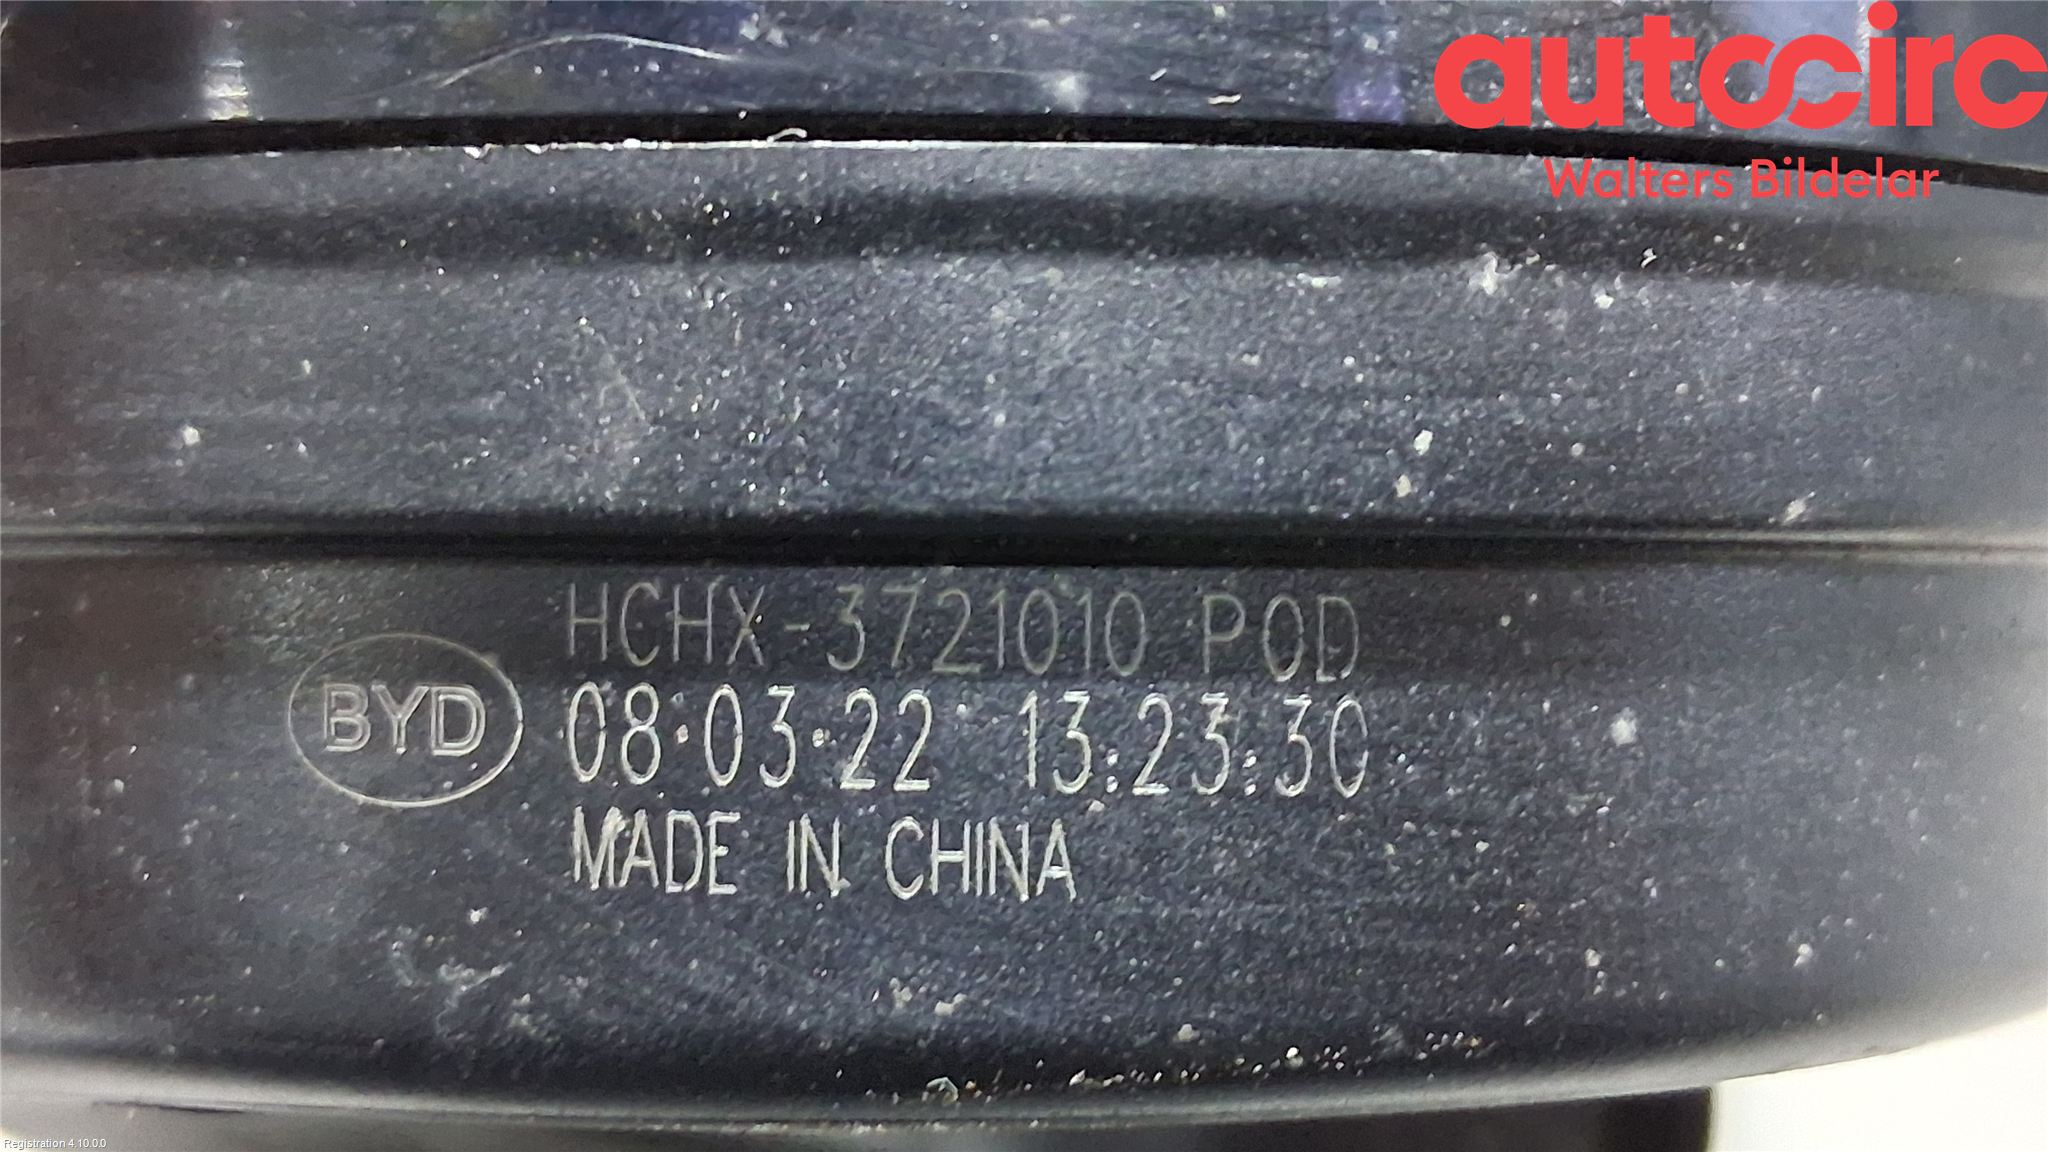 autocirc
Walters Bildelar
HCHX-3721010 POD
BYD
08·03·22 13:23:30
MADE IN CHINA
Registration 4.10.0.0